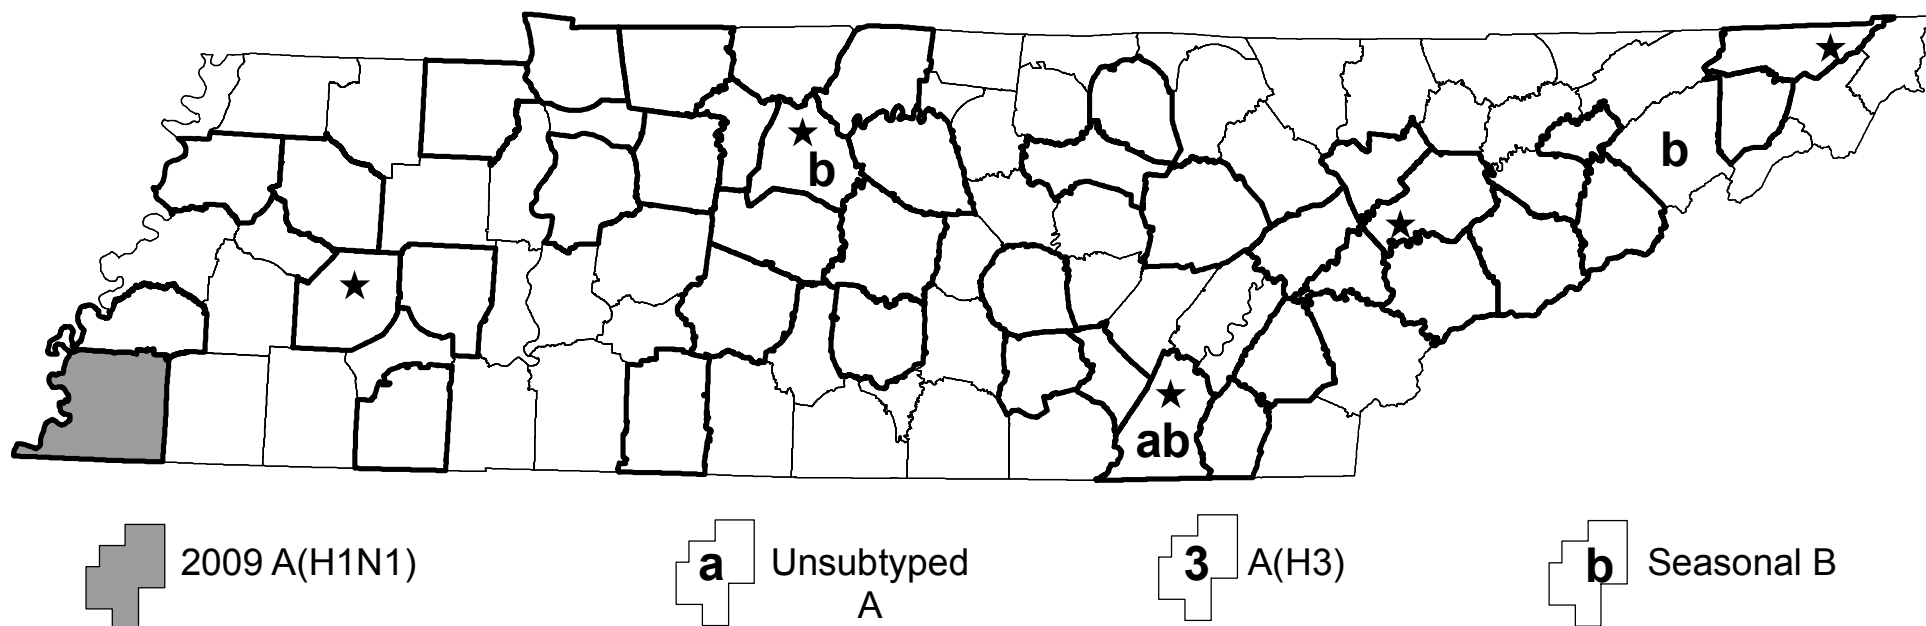 b
b
ab
2009 A(H1N1)
a
Unsubtyped
A
3
A(H3)
b
Seasonal B